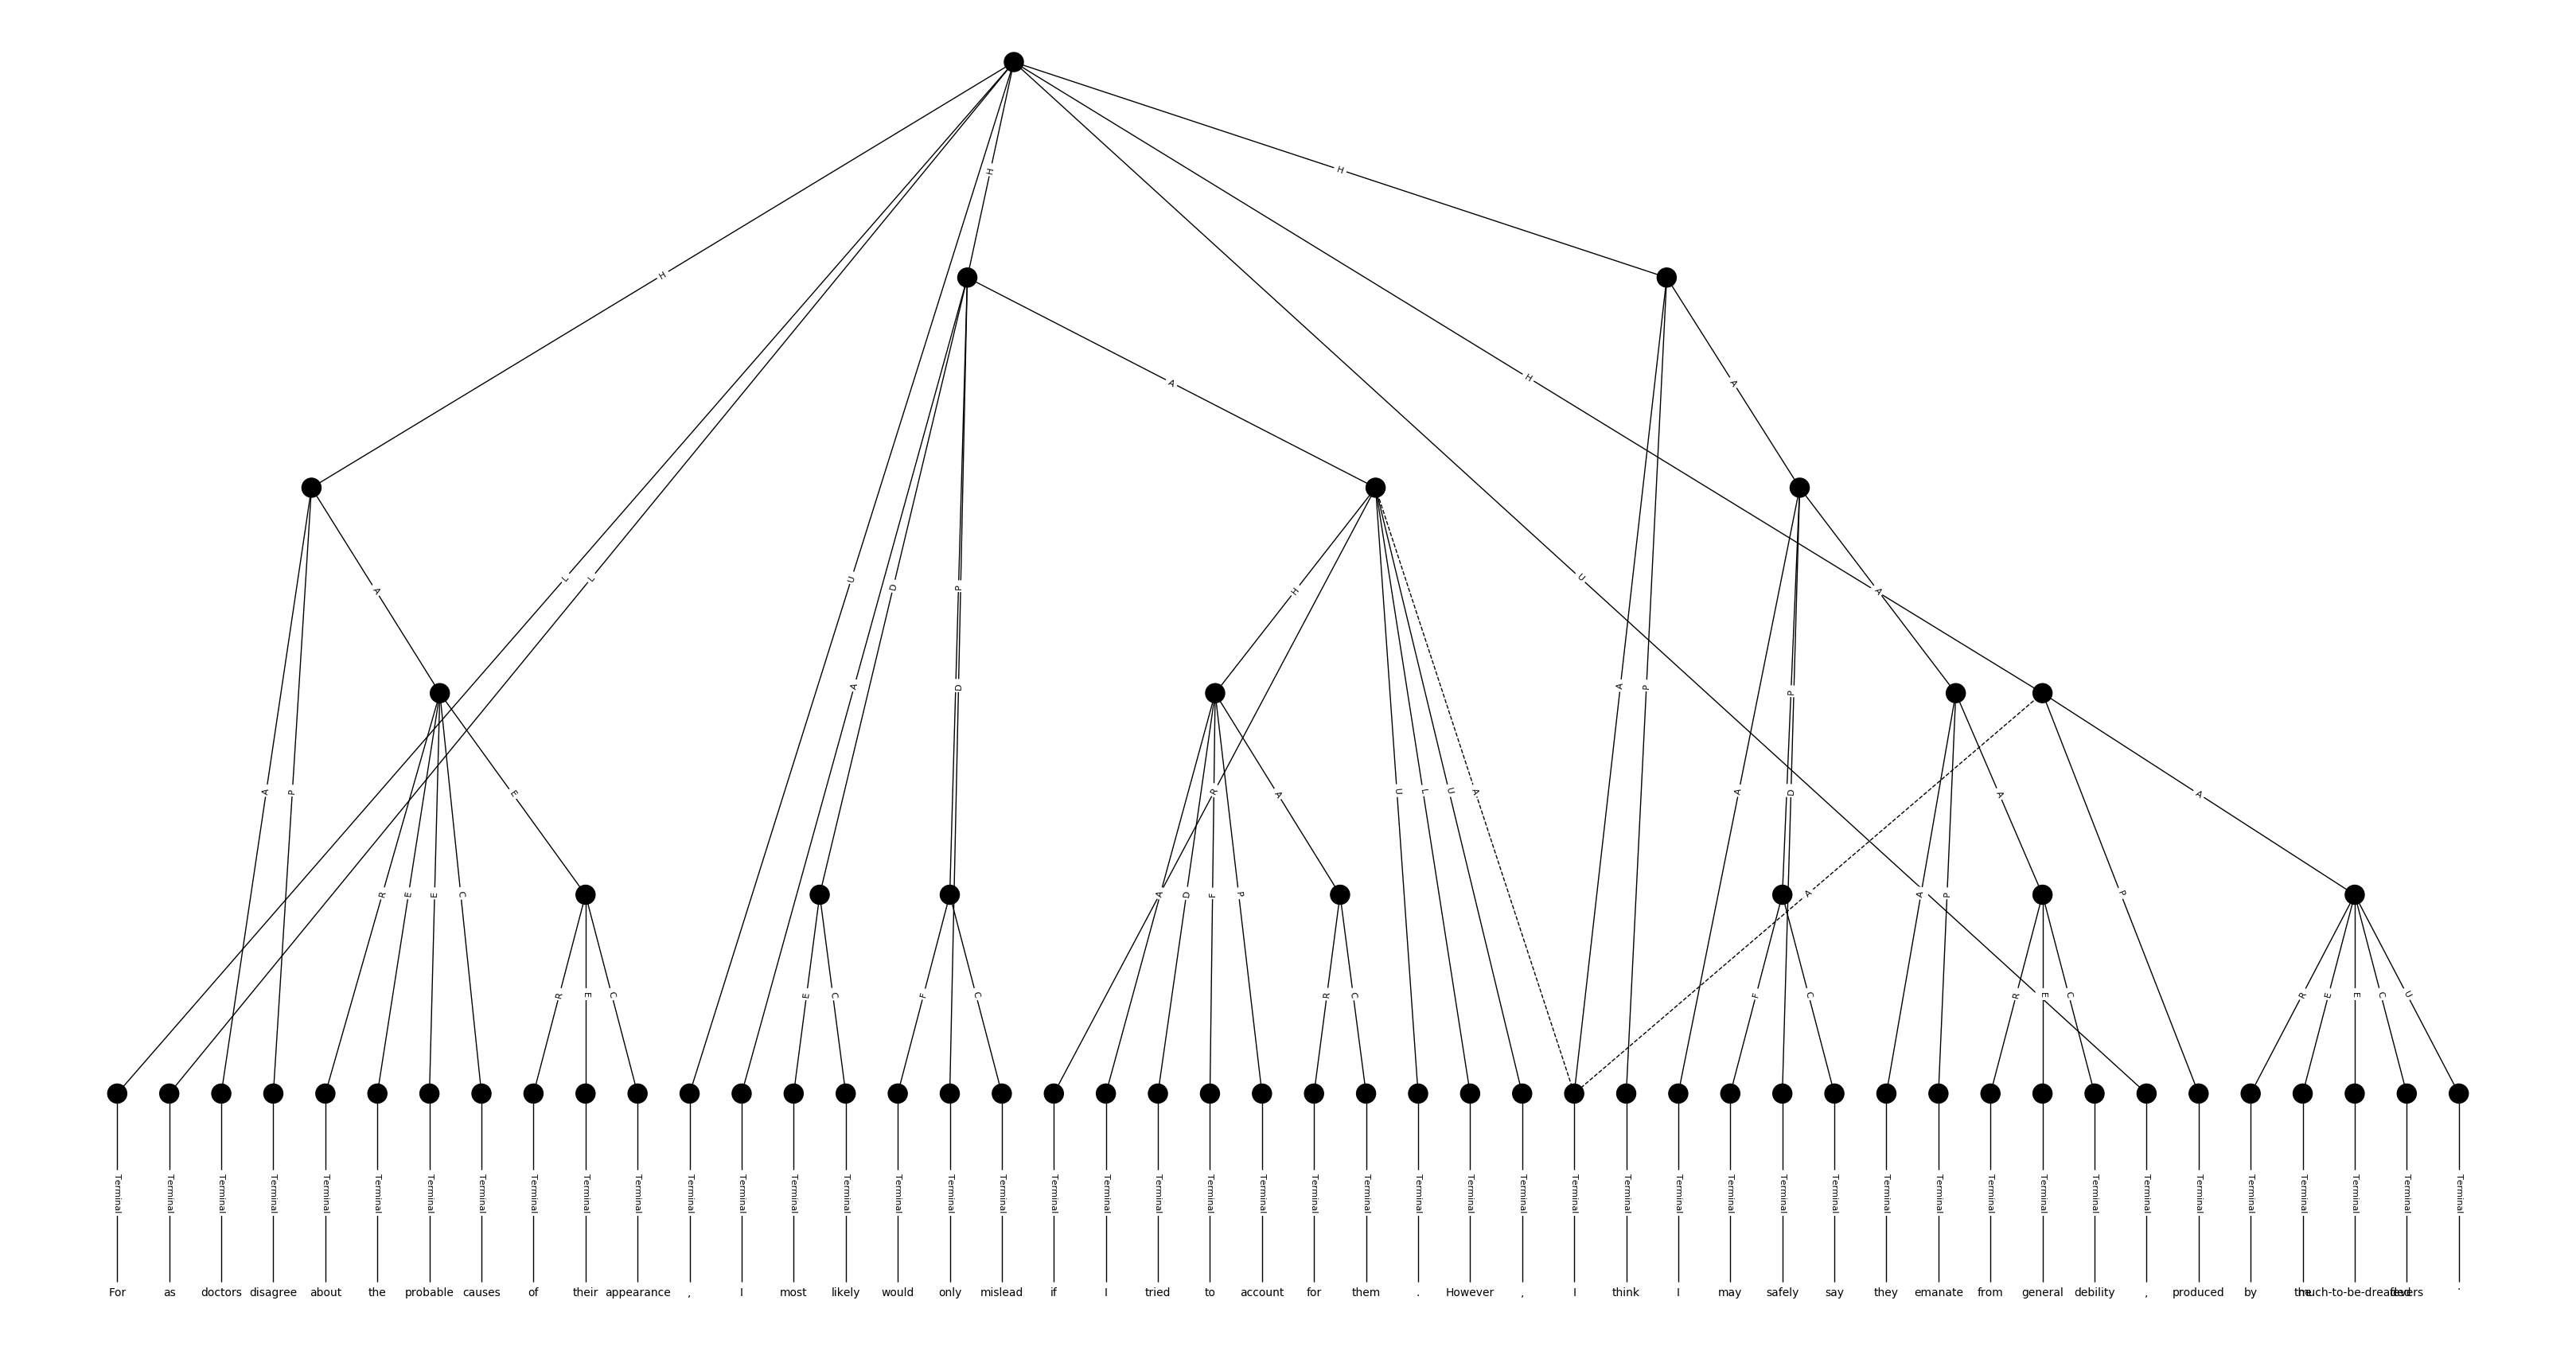 H
H
H
A
A
H
L
L
U
D
P
U
A
A
H
A
D
A
P
P
A
P
E
R
A
U
L
U
A
A
D
A
A
R
E
E
C
A
D
F
P
A
A
P
P
R
E
C
E
C
F
C
R
C
F
C
R
E
C
R
E
E
C
U
Terminal Terminal Terminal Terminal Terminal Terminal Terminal Terminal Terminal Terminal Terminal Terminal Terminal Terminal Terminal Terminal Terminal Terminal Terminal Terminal Terminal Terminal Terminal Terminal Terminal Terminal Terminal Terminal Terminal Terminal Terminal Terminal Terminal Terminal Terminal Terminal Terminal Terminal Terminal Terminal Terminal Terminal Terminal Terminal Terminal Terminal
For as doctors disagree about the probable causes of their appearance , I most likely would only mislead if I tried to account for them . However , I think I may safely say they emanate from general debility , produced by the much-to-be-dreaded fevers .